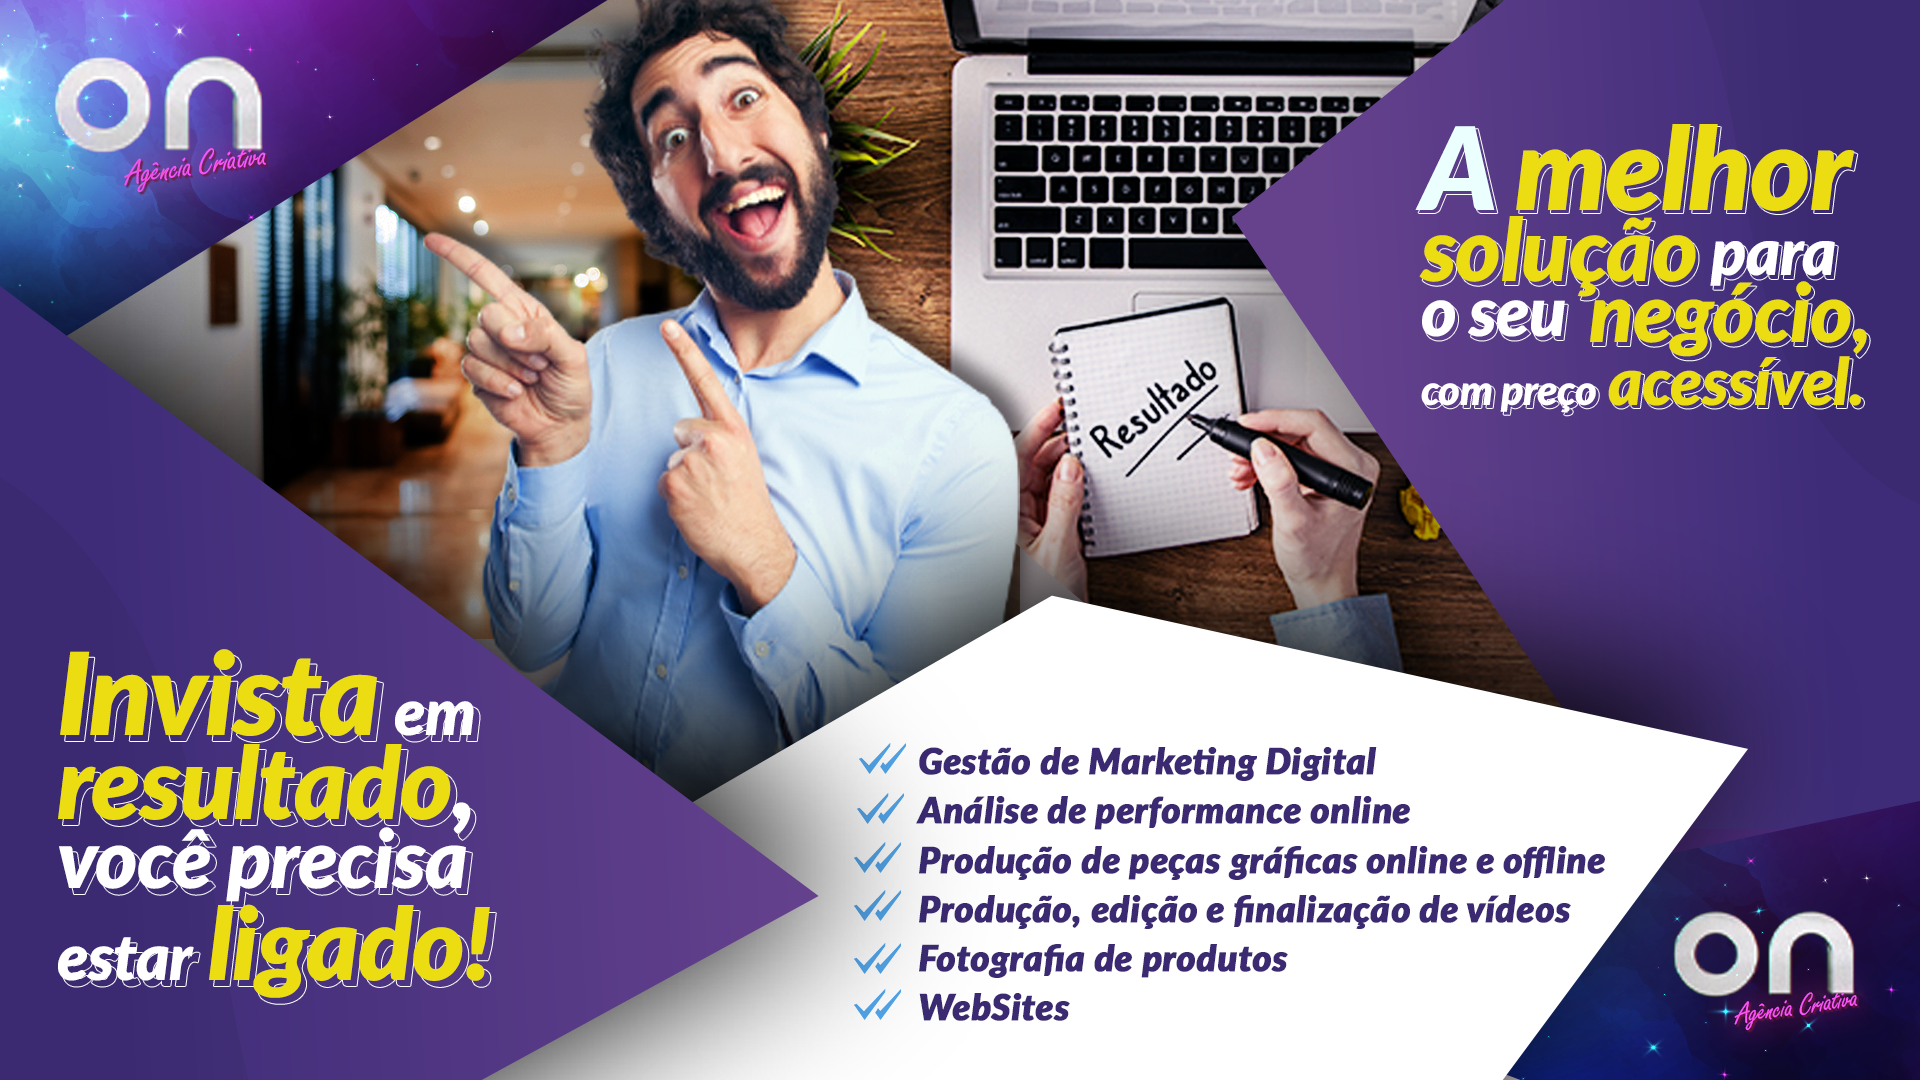 on
Agência Criativa
A melhor
solução para
o seu negócio,
com preço acessível.
Resultado
Invista em
resultado,
você precisa
estar ligado!
Gestão de Marketing Digital
Análise de performance online
Produção de peças gráficas online e offline
Produção, edição e finalização de vídeos
Fotografia de produtos
WebSites
on
Agência Criativa